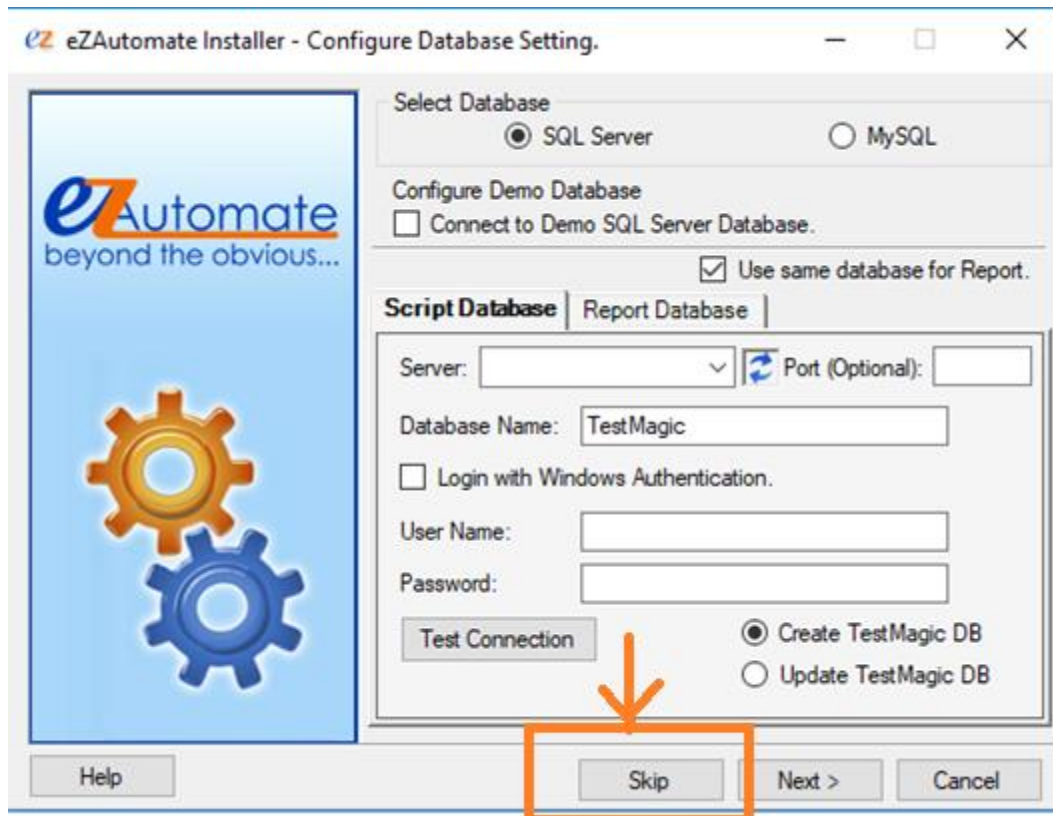 eZ eZAutomate Installer - Configure Database Setting.
eZAutomate
beyond the obvious...
Select Database
SQL Server MySQL
Configure Demo Database
Connect to Demo SQL Server Database.
Use same database for Report.
Script Database Report Database
Server: Port (Optional):
Database Name: TestMagic
Login with Windows Authentication.
User Name:
Password:
Test Connection Create TestMagic DB
Update TestMagic DB
Help Skip Next > Cancel